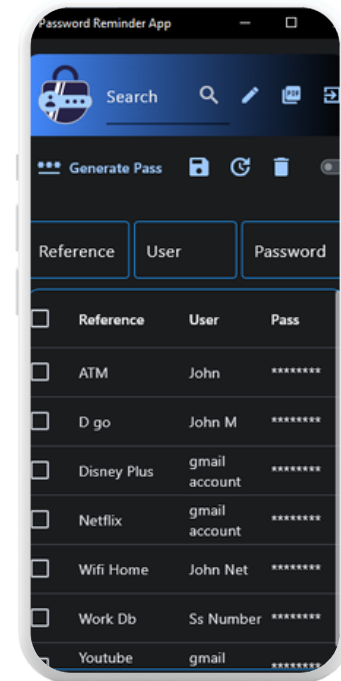 Password Reminder App
Search
PDF
Generate Pass
Reference User Password
Reference User Pass
ATM John ********
D go John M ********
Disney Plus gmail account ********
Netflix gmail account ********
Wifi Home John Net ********
Work Db Ss Number ********
Youtube gmail ********